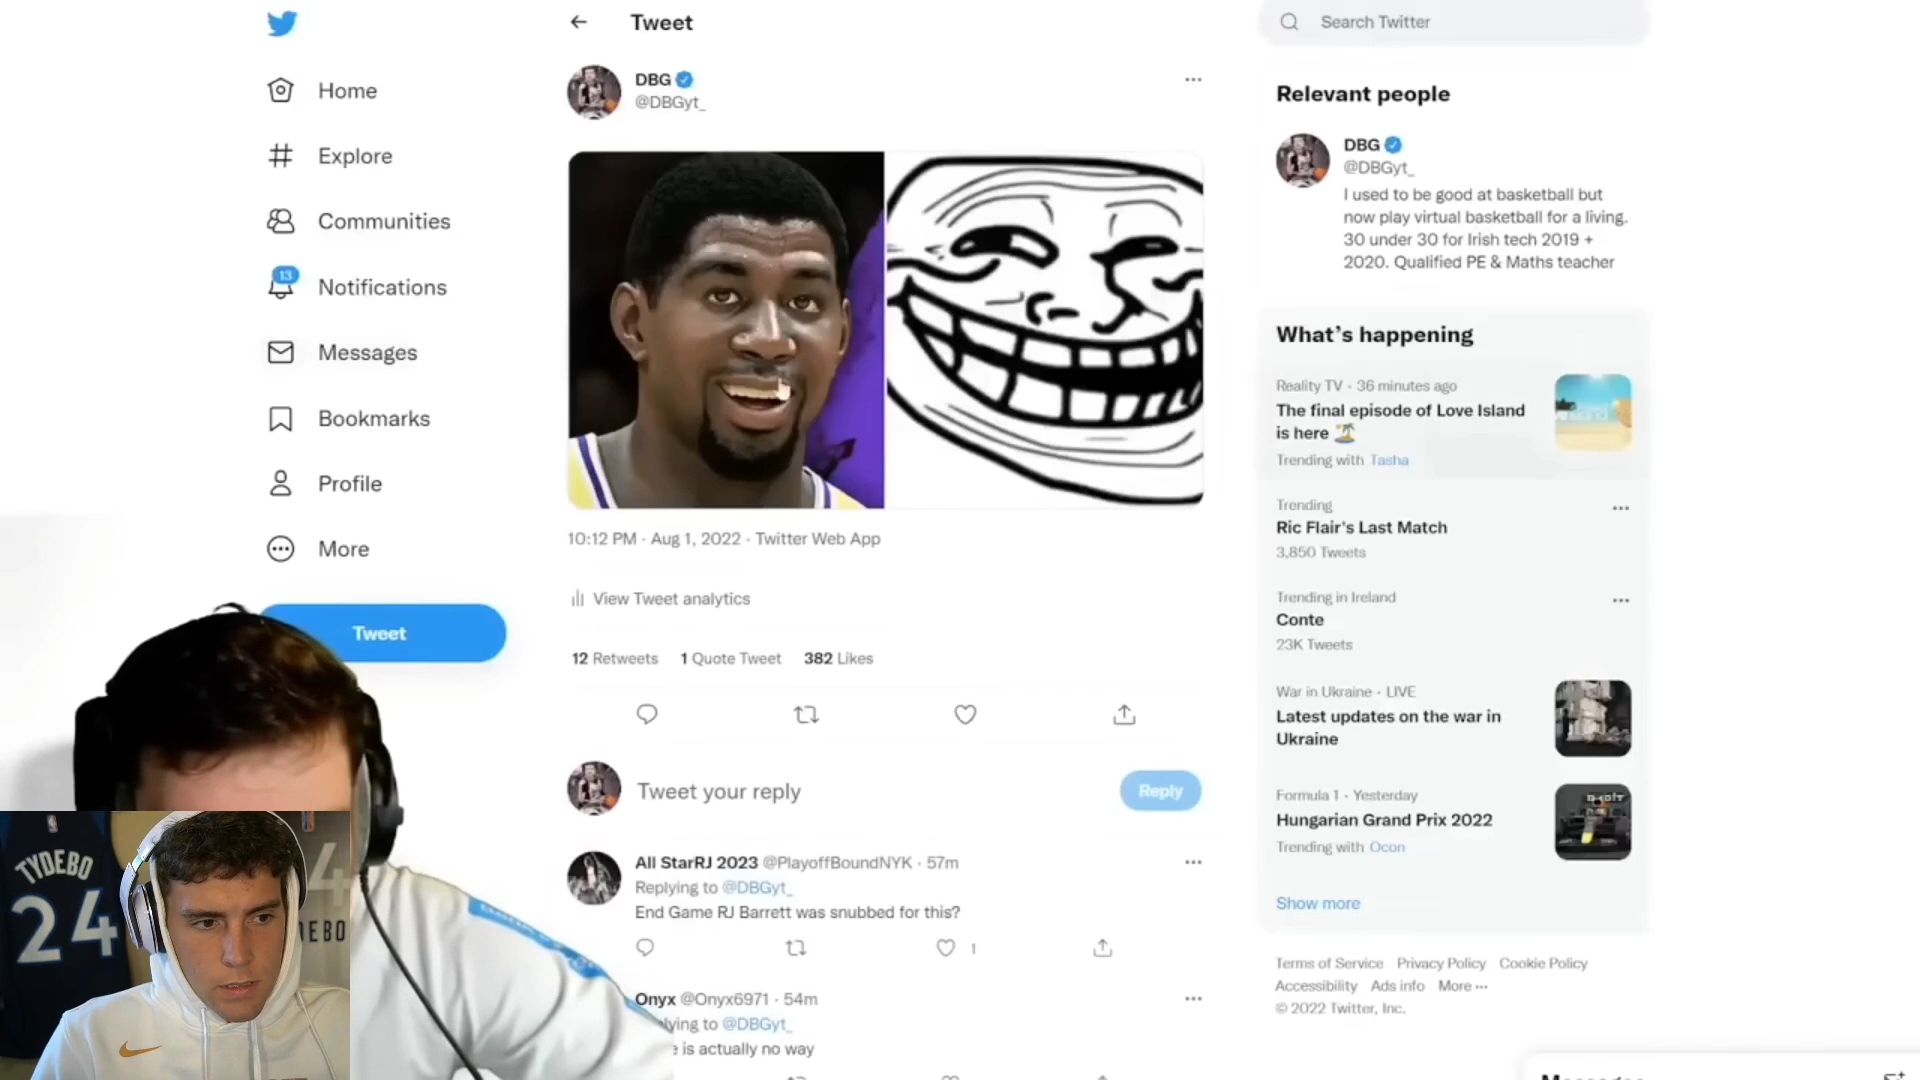 Home
Explore
Communities
13
Notifications
Messages
Bookmarks
Profile
More
Tweet
Tweet
DBG
@DBGyt_
10:12 PM · Aug 1, 2022 · Twitter Web App
View Tweet analytics
12 Retweets 1 Quote Tweet 382 Likes
Tweet your reply
Reply
All StarRJ 2023 @PlayoffBoundNYK · 57m
Replying to @DBGyt_
End Game RJ Barrett was snubbed for this?
1
Onyx @Onyx6971 · 54m
lying to @DBGyt_
is actually no way
Search Twitter
Relevant people
DBG
@DBGyt_
I used to be good at basketball but
now play virtual basketball for a living.
30 under 30 for Irish tech 2019 +
2020. Qualified PE & Maths teacher
What's happening
Reality TV · 36 minutes ago
The final episode of Love Island
is here
Trending with Tasha
Trending
Ric Flair's Last Match
3,850 Tweets
Trending in Ireland
Conte
23K Tweets
War in Ukraine · LIVE
Latest updates on the war in
Ukraine
Formula 1 · Yesterday
Hungarian Grand Prix 2022
Trending with Ocon
Show more
Terms of Service Privacy Policy Cookie Policy
Accessibility Ads info More
© 2022 Twitter, Inc.
TYDEBO
24
4